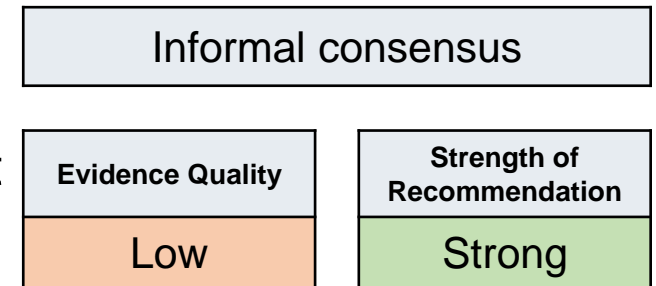 Informal consensus
Evidence Quality
Strength of
Recommendation
Low
Strong